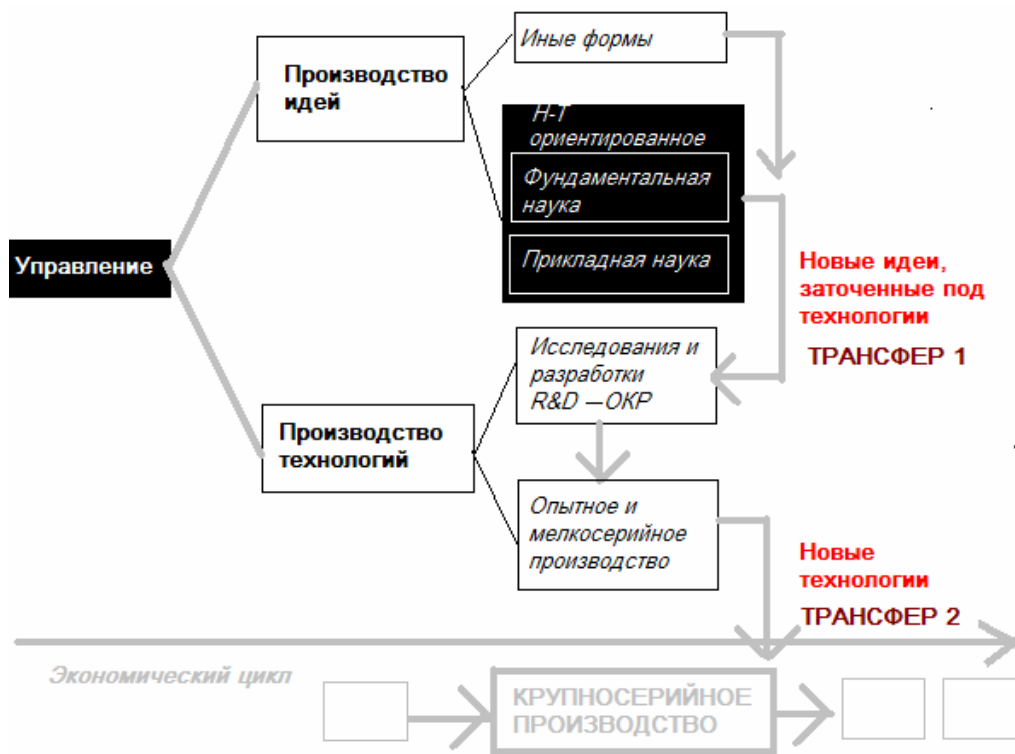 Иные формы
Производство
идей
Н-Т
ориентированное
Фундаментальная
наука
Прикладная наука
Управление
Новые идеи,
заточенные под
технологии
ТРАНСФЕР 1
Исследования и
разработки
R&D —ОКР
Производство
технологий
Опытное и
мелкосерийное
производство
Новые
технологии
ТРАНСФЕР 2
Экономический цикл
КРУПНОСЕРИЙНОЕ
ПРОИЗВОДСТВО